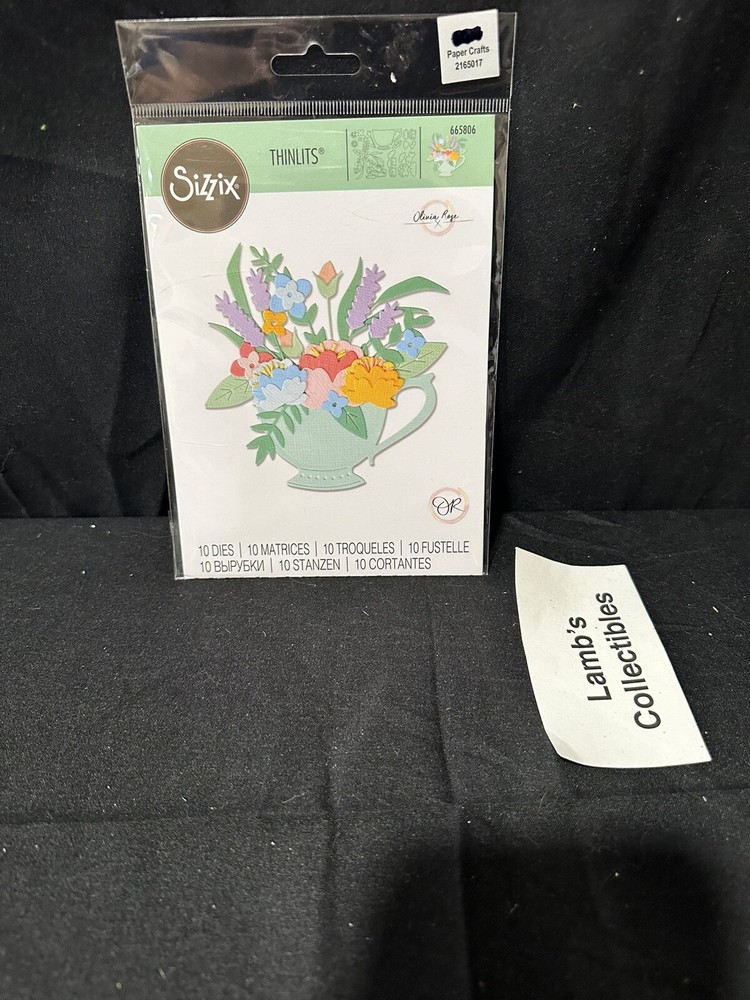 Paper Crafts
2165017
665806
THINLITS®
Sizzix®
Olivia Rose
OR
10 DIES | 10 MATRICES | 10 TROQUELES | 10 FUSTELLE
10 ВЫРУБКИ | 10 STANZEN | 10 CORTANTES
Lamb's
Collectibles